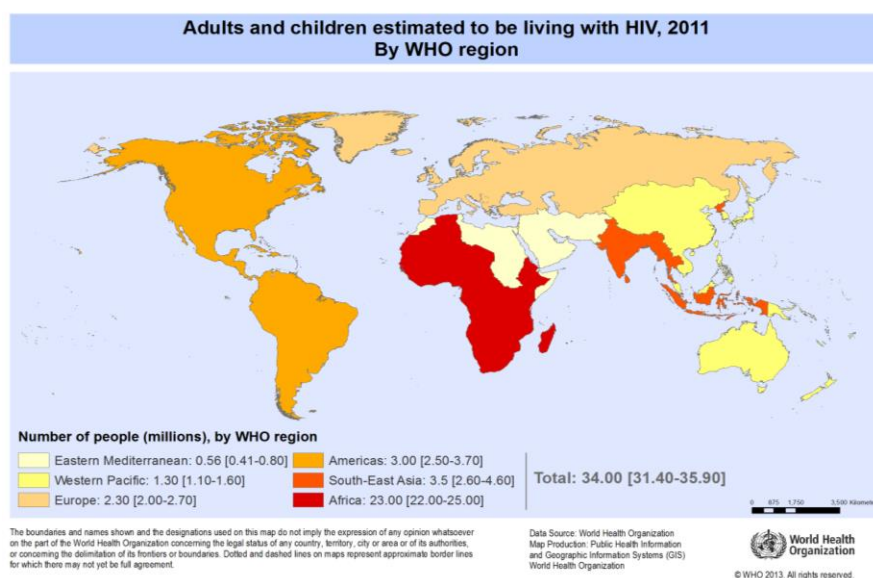 Adults and children estimated to be living with HIV, 2011
By WHO region
Number of people (millions), by WHO region
Eastern Mediterranean: 0.56 [0.41-0.80]
Western Pacific: 1.30 [1.10-1.60]
Europe: 2.30 [2.00-2.70]
Americas: 3.00 [2.50-3.70]
South-East Asia: 3.5 [2.60-4.60]
Africa: 23.00 [22.00-25.00]
Total: 34.00 [31.40-35.90]
0 875 1,750 3,500 Kilometers
The boundaries and names shown and the designations used on this map do not imply the expression of any opinion whatsoever
on the part of the World Health Organization concerning the legal status of any country, territory, city or area or of its authorities,
or concerning the delimitation of its frontiers or boundaries. Dotted and dashed lines on maps represent approximate border lines
for which there may not yet be full agreement.
Data Source: World Health Organization
Map Production: Public Health Information
and Geographic Information Systems (GIS)
World Health Organization
World Health
Organization
© WHO 2013. All rights reserved.